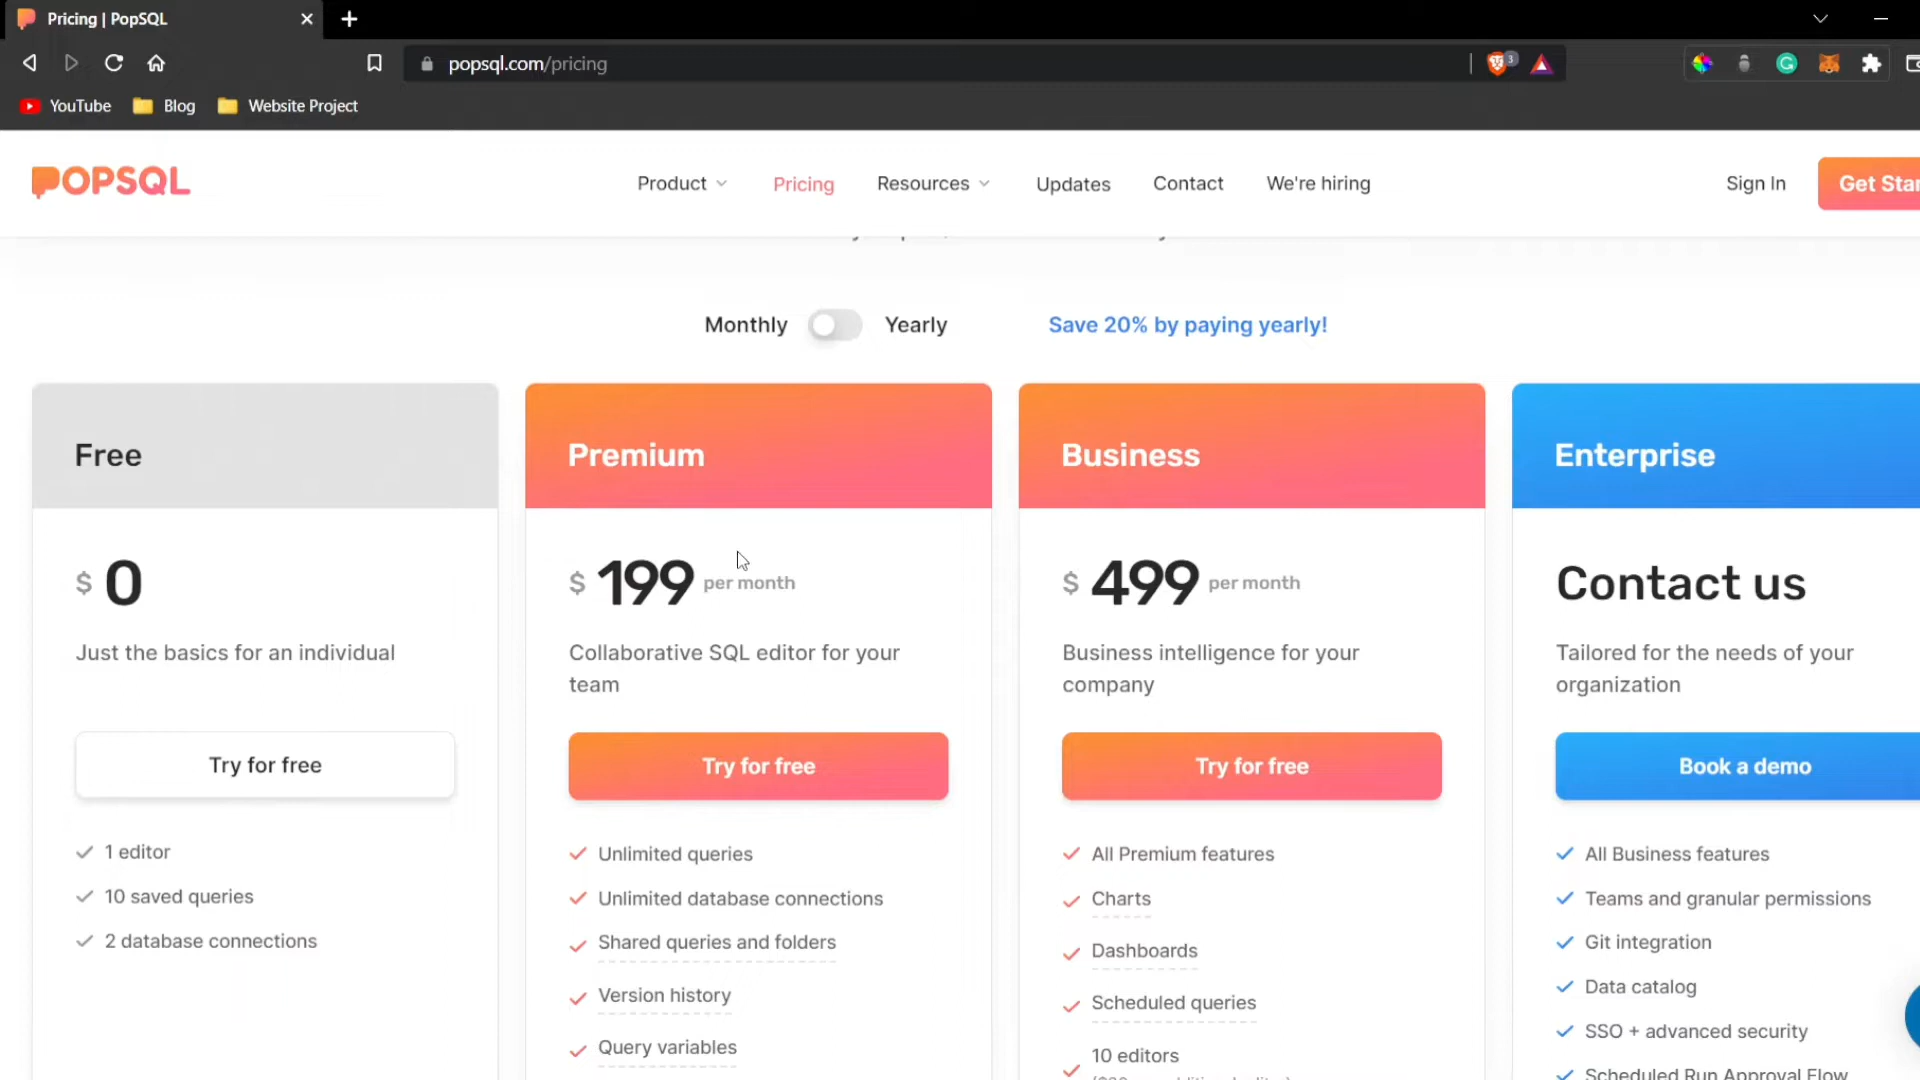 Pricing | PopSQL
popsql.com/pricing
3
YouTube
Blog
Website Project
POPSQL
Product
Pricing
Resources
Updates
Contact
We're hiring
Sign In
Get Star
Monthly
Yearly
Save 20% by paying yearly!
Free
$ 0
Just the basics for an individual
Try for free
1 editor
10 saved queries
2 database connections
Premium
$ 199 per month
Collaborative SQL editor for your
team
Try for free
Unlimited queries
Unlimited database connections
Shared queries and folders
Version history
Query variables
Business
$ 499 per month
Business intelligence for your
company
Try for free
All Premium features
Charts
Dashboards
Scheduled queries
10 editors
Enterprise
Contact us
Tailored for the needs of your
organization
Book a demo
All Business features
Teams and granular permissions
Git integration
Data catalog
SSO + advanced security
Scheduled Run Approval Flow